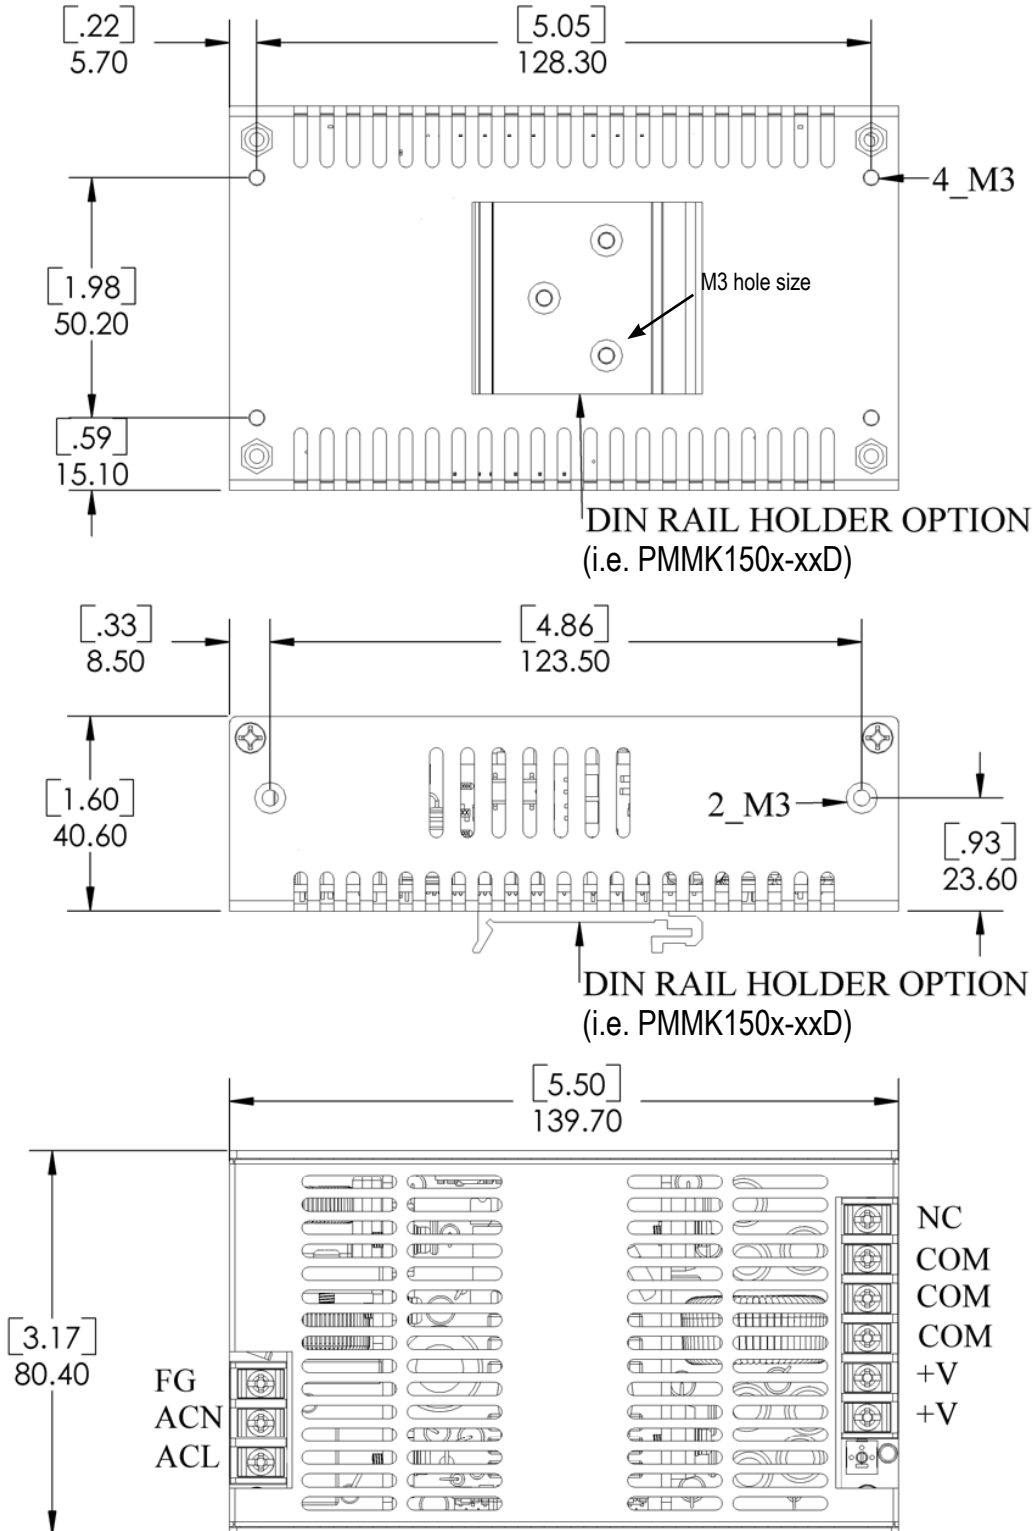 [.22]
5.70
[5.05]
128.30
4_M3
[1.98]
50.20
M3 hole size
[.59]
15.10
DIN RAIL HOLDER OPTION
(i.e. PMMK150x-xxD)
[.33]
8.50
[4.86]
123.50
[1.60]
40.60
2_M3
[.93]
23.60
DIN RAIL HOLDER OPTION
(i.e. PMMK150x-xxD)
[5.50]
139.70
[3.17]
80.40
FG
ACN
ACL
NC
COM
COM
COM
+V
+V